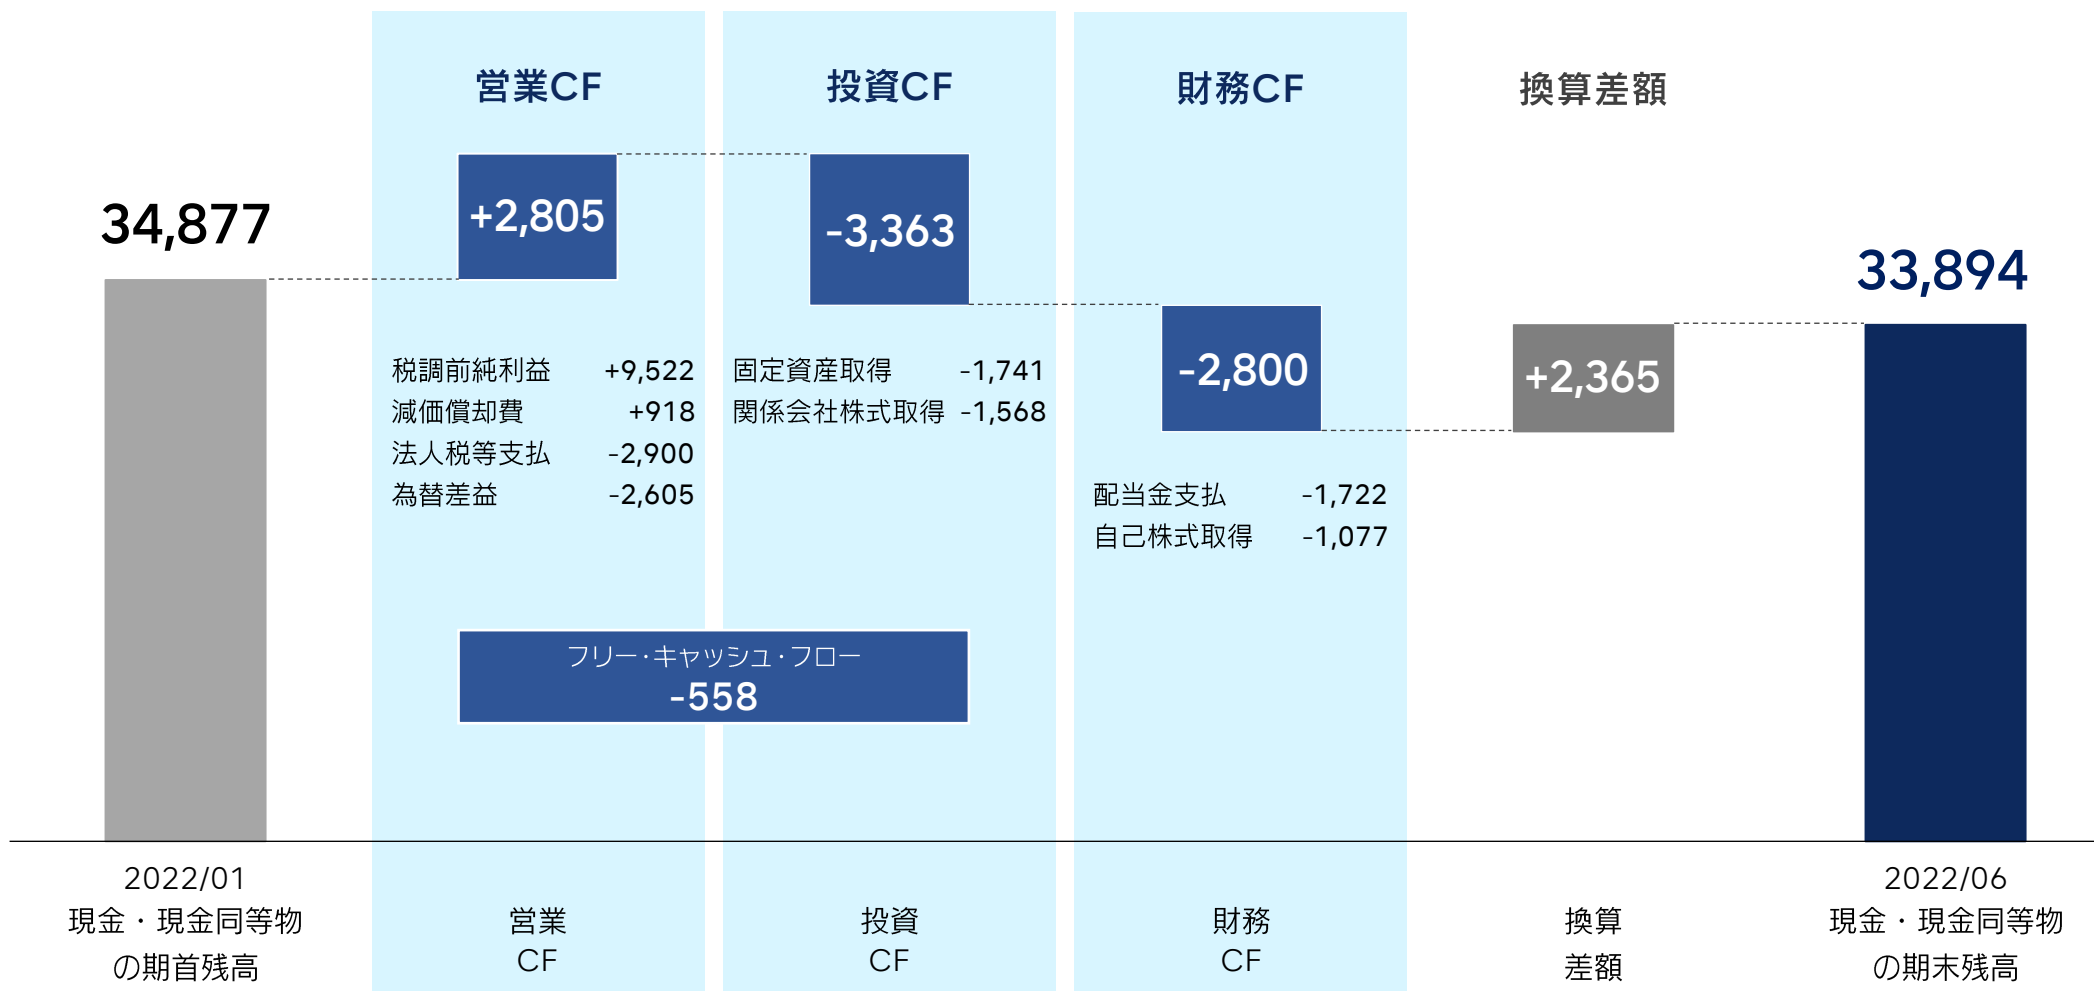 営業CF
投資CF
財務CF
換算差額
34,877
+2,805
-3,363
-2,800
+2,365
33,894
税調前純利益 +9,522
減価償却費 +918
法人税等支払 -2,900
為替差益 -2,605
固定資産取得 -1,741
関係会社株式取得 -1,568
配当金支払 -1,722
自己株式取得 -1,077
フリー・キャッシュ・フロー
-558
2022/01
現金・現金同等物
の期首残高
営業
CF
投資
CF
財務
CF
換算
差額
2022/06
現金・現金同等物
の期末残高